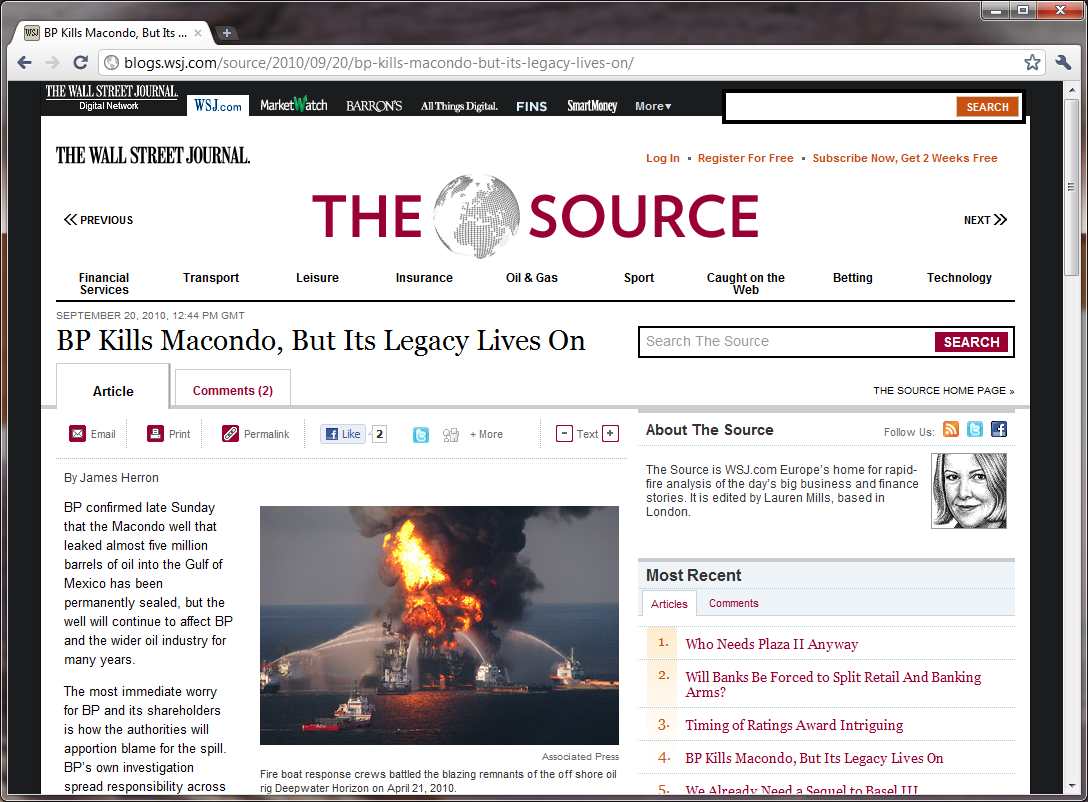 BP Kills Macondo, But Its ...
blogs.wsj.com/source/2010/09/20/bp-kills-macondo-but-its-legacy-lives-on/
THE WALL STREET JOURNAL.
Digital Network
WSJ.com
MarketWatch
BARRON'S
All Things Digital.
FINS
SmartMoney
More
SEARCH
THE WALL STREET JOURNAL.
Log In • Register For Free • Subscribe Now, Get 2 Weeks Free
PREVIOUS
THE SOURCE
NEXT
Financial Services
Transport
Leisure
Insurance
Oil & Gas
Sport
Caught on the Web
Betting
Technology
SEPTEMBER 20, 2010, 12:44 PM GMT
BP Kills Macondo, But Its Legacy Lives On
Search The Source
SEARCH
Article
Comments (2)
THE SOURCE HOME PAGE »
Email
Print
Permalink
Like 2
+ More
- Text +
By James Herron
BP confirmed late Sunday
that the Macondo well that
leaked almost five million
barrels of oil into the Gulf of
Mexico has been
permanently sealed, but the
well will continue to affect BP
and the wider oil industry for
many years.
The most immediate worry
for BP and its shareholders
is how the authorities will
apportion blame for the spill.
BP's own investigation
spread responsibility across
Associated Press
Fire boat response crews battled the blazing remnants of the off shore oil
rig Deepwater Horizon on April 21, 2010.
About The Source
Follow Us:
The Source is WSJ.com Europe's home for rapid-
fire analysis of the day's big business and finance
stories. It is edited by Lauren Mills, based in
London.
Most Recent
Articles
Comments
1. Who Needs Plaza II Anyway
2. Will Banks Be Forced to Split Retail And Banking
Arms?
3. Timing of Ratings Award Intriguing
4. BP Kills Macondo, But Its Legacy Lives On
5. We Already Need a Sequel to Basel III